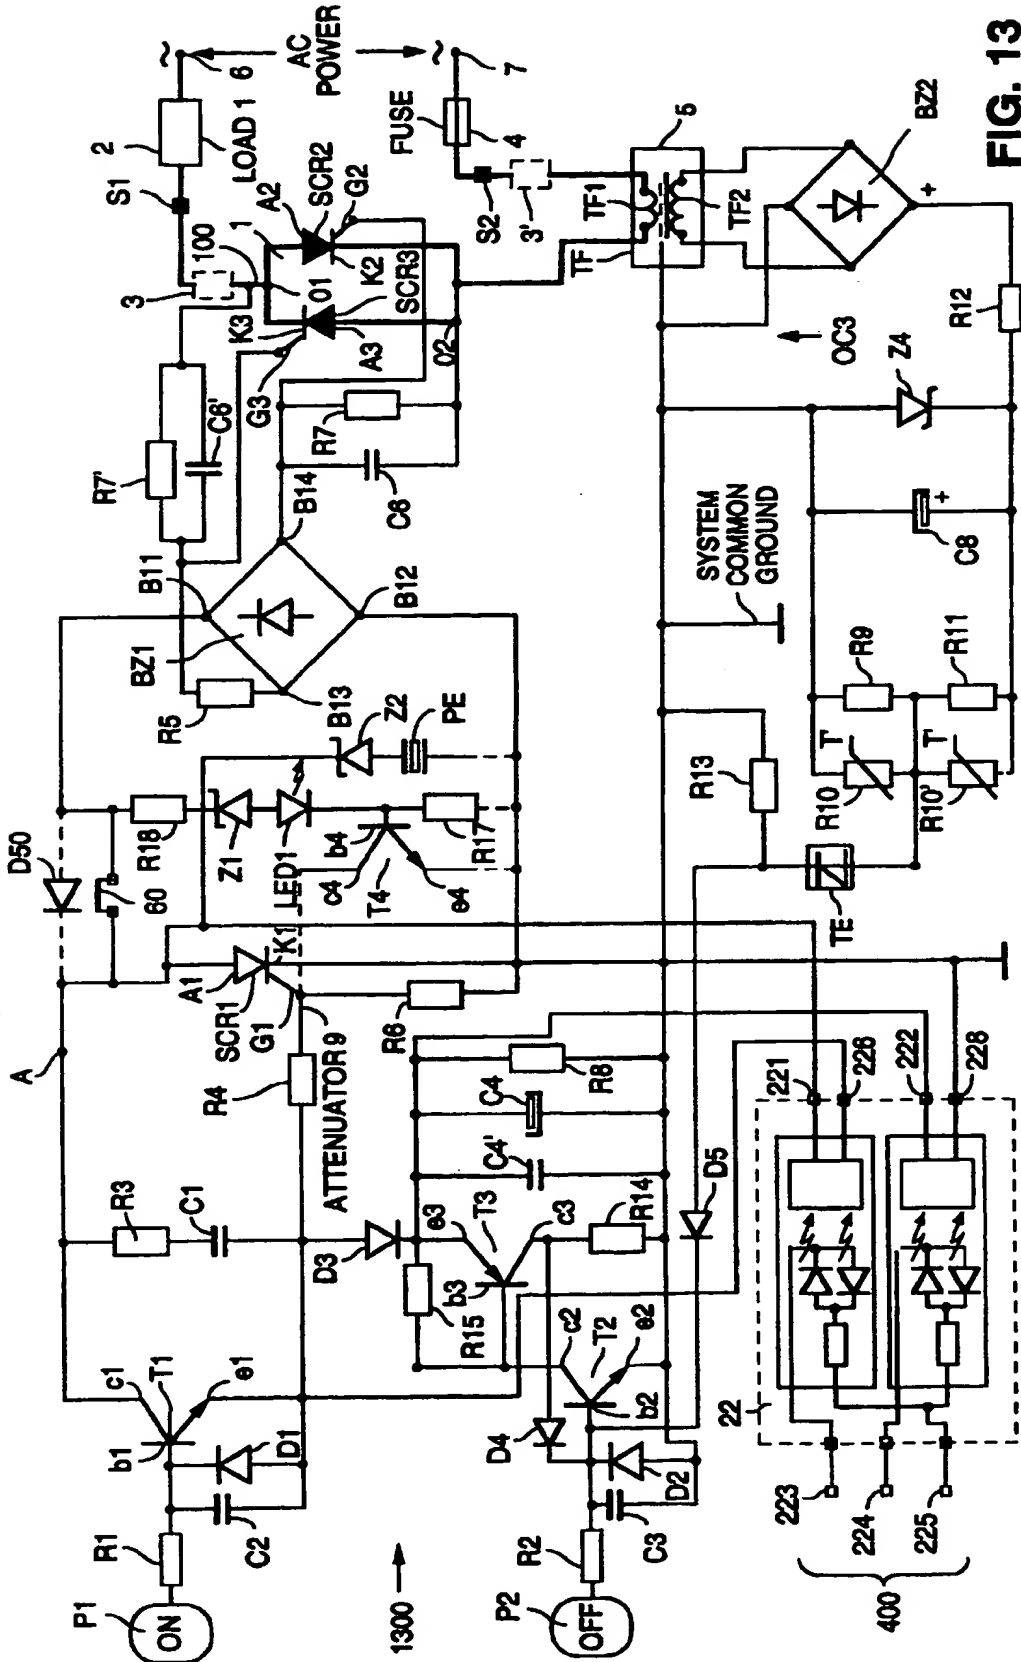 FIG. 13
~
6
AC
POWER
~
7
2
LOAD 1
S1
FUSE
4
A2
SCR2
G2
S2
3'
5
BZ2
+
3
100
1
O1
K2
SCR3
TF1
TF2
TF
K3
G3
A3
O2
R12
OC3
Z4
R7'
C6'
R7
C6
B14
B11
B12
BZ1
B13
R5
SYSTEM
COMMON
GROUND
C8
+
Z2
PE
R9
R11
T'
T'
R10
R10'
R13
D50
60
R18
Z1
LED1
b4
c4
T4
e4
R17
TE
A
A1
SCR1
G1
K1
R6
ATTENUATOR 9
R4
R3
C1
R8
C4
C4'
D5
221
226
222
228
D3
e3
T3
b3
c3
R14
R15
c1
T1
b1
e1
c2
T2
e2
b2
D4
D2
C3
R2
22
D1
C2
R1
P1
ON
1300
P2
OFF
223
224
225
400